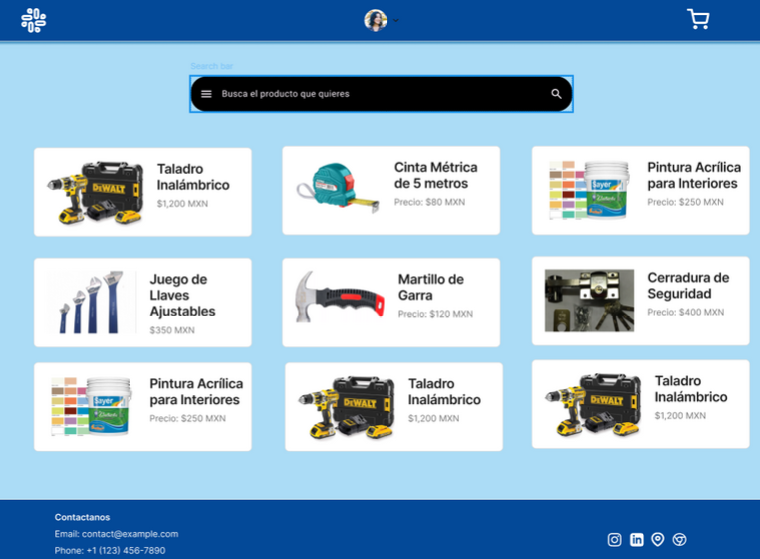 Search bar
Busca el producto que quieres
Taladro
Inalámbrico
$1,200 MXN
DEWALT
Cinta Métrica
de 5 metros
Precio: $80 MXN
Pintura Acrílica
para Interiores
Precio: $250 MXN
Sayer
Juego de
Llaves
Ajustables
$350 MXN
Martillo de
Garra
Precio: $120 MXN
Cerradura de
Seguridad
Precio: $400 MXN
Pintura Acrílica
para Interiores
Precio: $250 MXN
Sayer
Taladro
Inalámbrico
$1,200 MXN
DEWALT
Taladro
Inalámbrico
$1,200 MXN
DEWALT
Contactanos
Email: contact@example.com
Phone: +1 (123) 456-7890